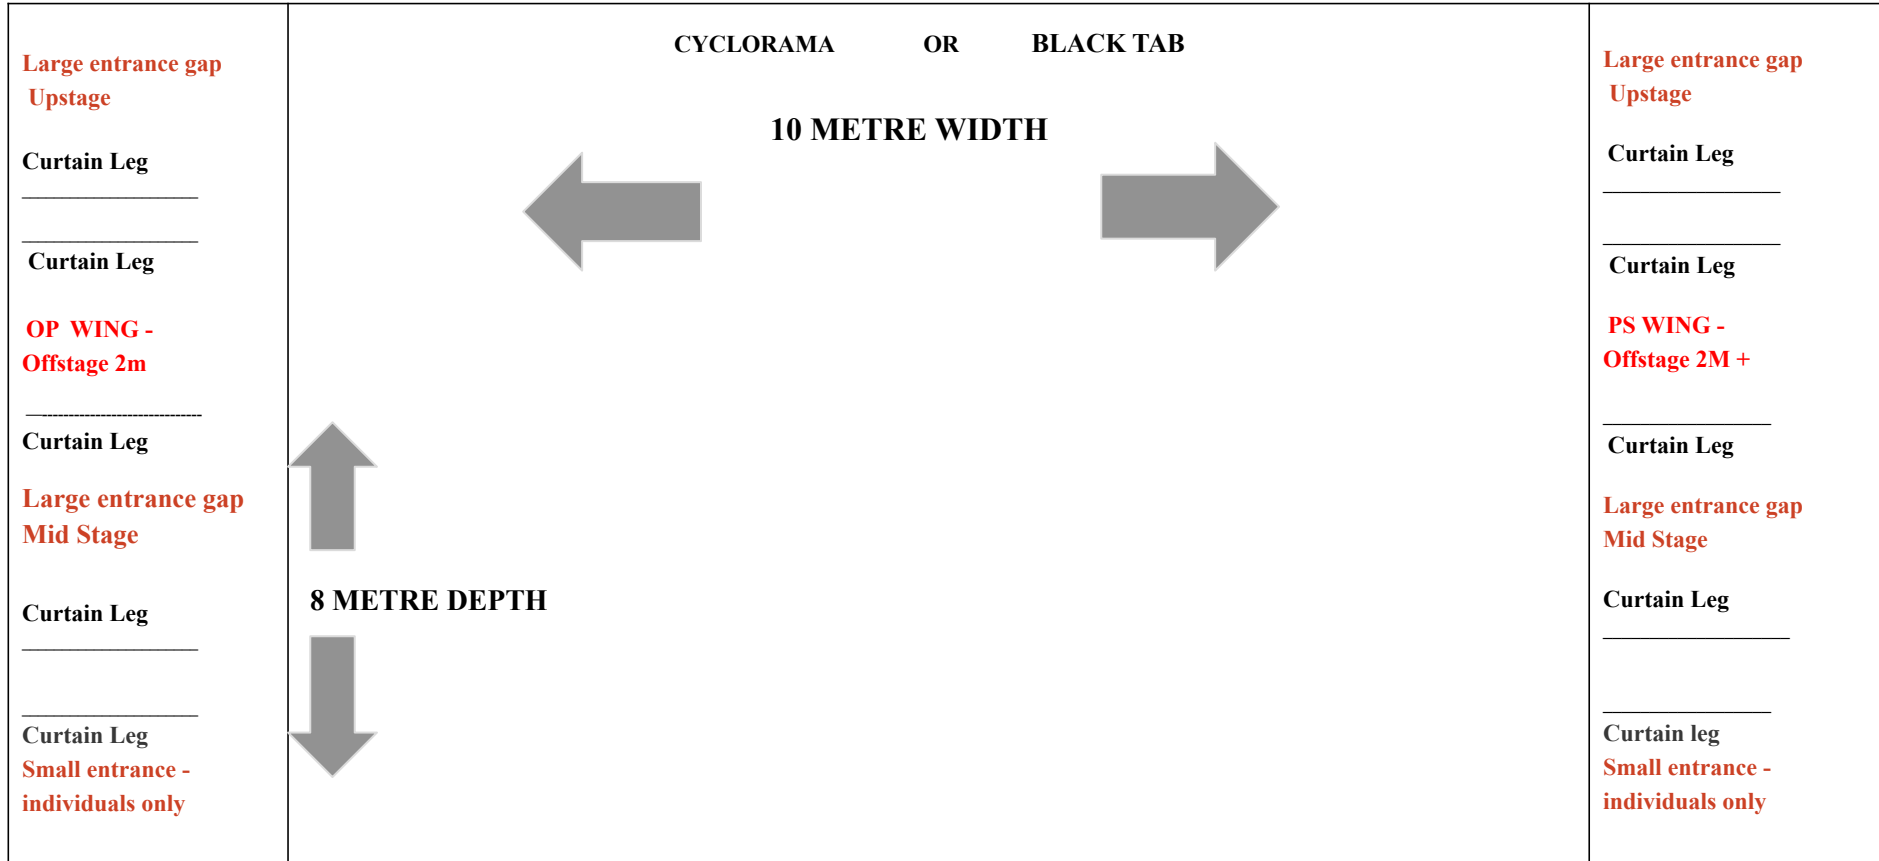 Large entrance gap
Upstage
Curtain Leg
Curtain Leg
OP WING -
Offstage 2m
Curtain Leg
Large entrance gap
Mid Stage
Curtain Leg
Curtain Leg
Small entrance -
individuals only
CYCLORAMA OR BLACK TAB
10 METRE WIDTH
8 METRE DEPTH
Large entrance gap
Upstage
Curtain Leg
Curtain Leg
PS WING -
Offstage 2M +
Curtain Leg
Large entrance gap
Mid Stage
Curtain Leg
Curtain leg
Small entrance -
individuals only